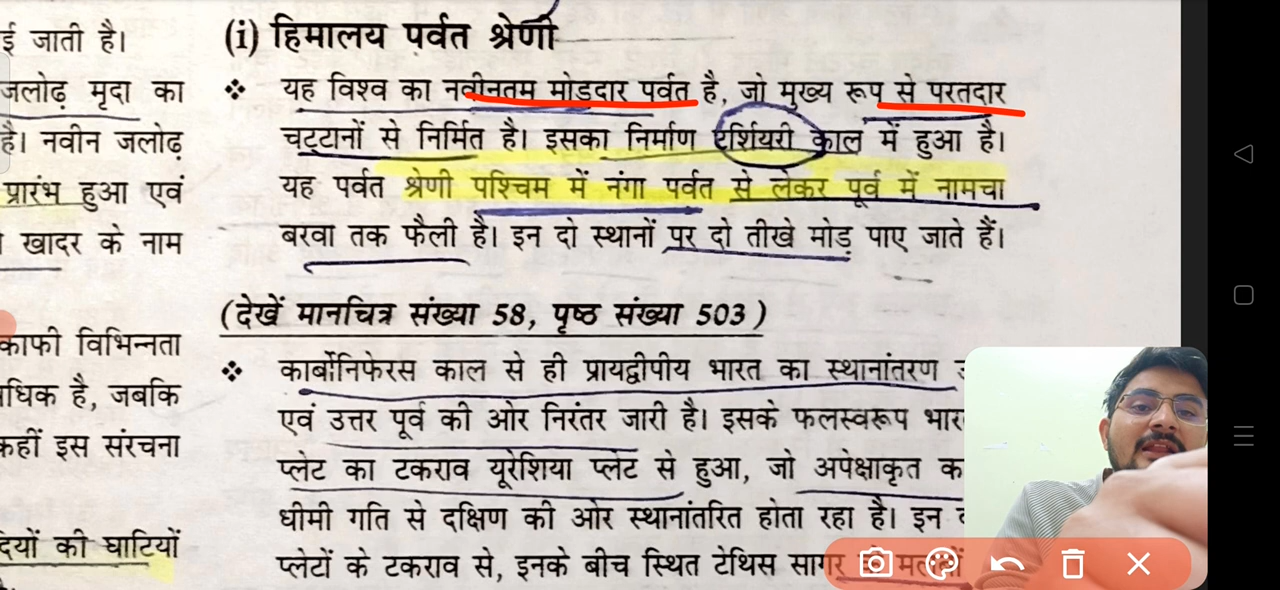 ई जाती है।
जलोढ़ मृदा का
है। नवीन जलोढ़
प्रारंभ हुआ एवं
खादर के नाम
काफी विभिन्नता
धिक है, जबकि
कहीं इस संरचना
दियों की घाटियों
(i) हिमालय पर्वत श्रेणी
❖ यह विश्व का नवीनतम मोड़दार पर्वत है, जो मुख्य रूप से परतदार
चट्टानों से निर्मित है। इसका निर्माण टर्शियरी काल में हुआ है।
यह पर्वत श्रेणी पश्चिम में नंगा पर्वत से लेकर पूर्व में नामचा
बरवा तक फैली है। इन दो स्थानों पर दो तीखे मोड़ पाए जाते हैं।
(देखें मानचित्र संख्या 58, पृष्ठ संख्या 503)
❖ कार्बोनिफेरस काल से ही प्रायद्वीपीय भारत का स्थानांतरण
एवं उत्तर पूर्व की ओर निरंतर जारी है। इसके फलस्वरूप भार
प्लेट का टकराव यूरेशिया प्लेट से हुआ, जो अपेक्षाकृत क
धीमी गति से दक्षिण की ओर स्थानांतरित होता रहा है। इन
प्लेटों के टकराव से, इनके बीच स्थित टेथिस सागर